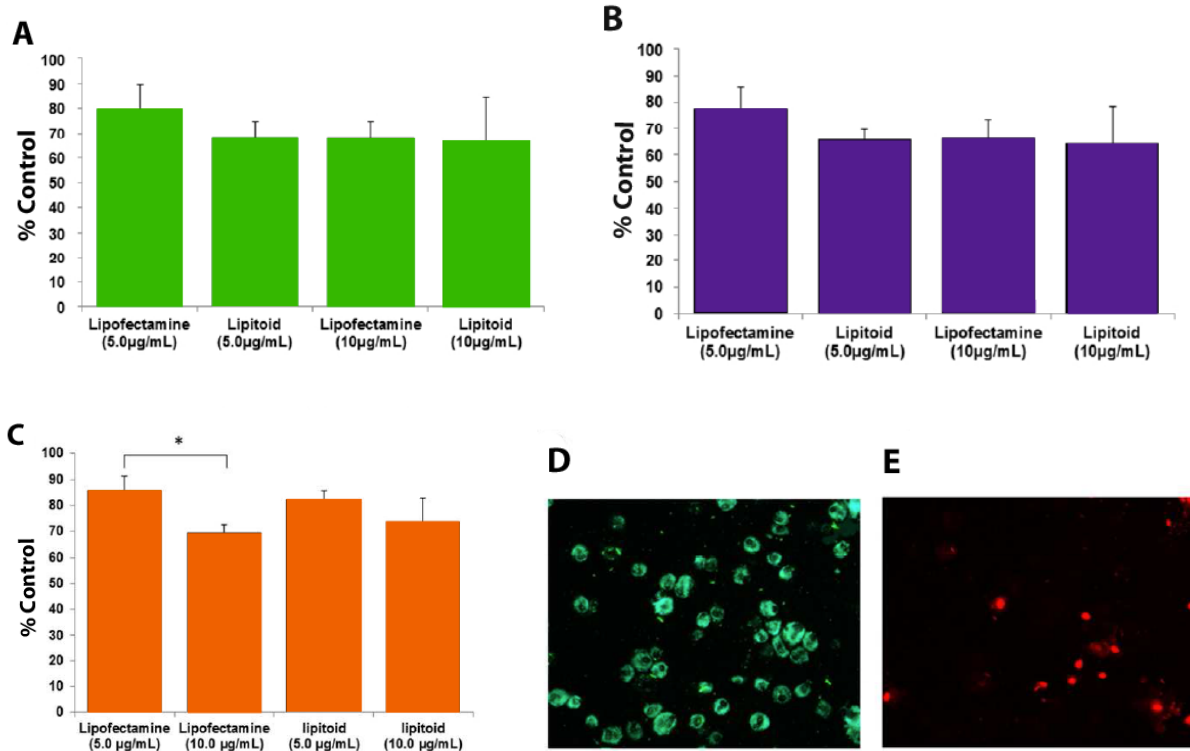 A
% Control
100
90
80
70
60
50
40
30
20
10
0
Lipofectamine
(5.0µg/mL)
Lipitoid
(5.0µg/mL)
Lipofectamine
(10µg/mL)
Lipitoid
(10µg/mL)
B
% Control
100
90
80
70
60
50
40
30
20
10
0
Lipofectamine
(5.0µg/mL)
Lipitoid
(5.0µg/mL)
Lipofectamine
(10µg/mL)
Lipitoid
(10µg/mL)
C
% Control
100
90
80
70
60
50
40
30
20
10
0
*
Lipofectamine
(5.0 µg/mL)
Lipofectamine
(10.0 µg/mL)
lipitoid
(5.0 µg/mL)
lipitoid
(10.0 µg/mL)
D
E